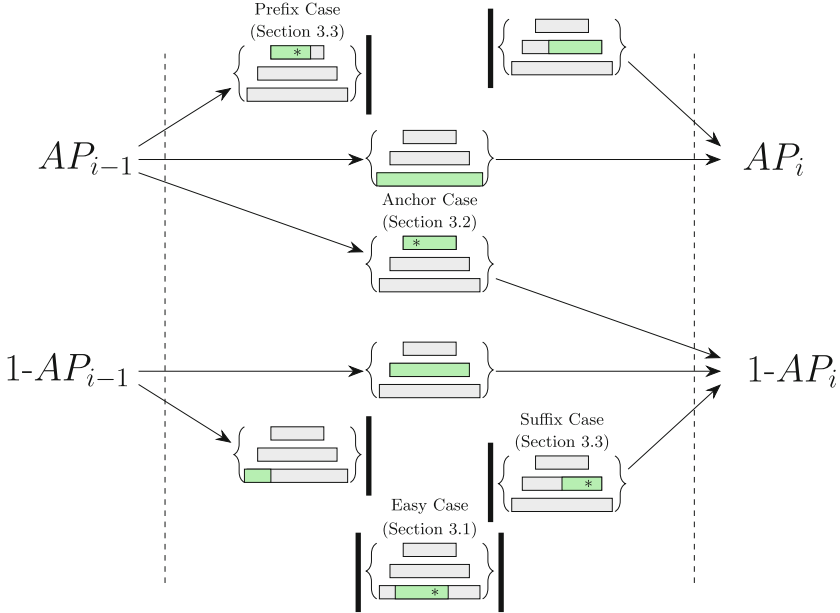 Prefix Case
(Section 3.3)
*
AP_{i−1}
AP_i
Anchor Case
(Section 3.2)
*
1-AP_{i−1}
1-AP_i
Suffix Case
(Section 3.3)
*
Easy Case
(Section 3.1)
*